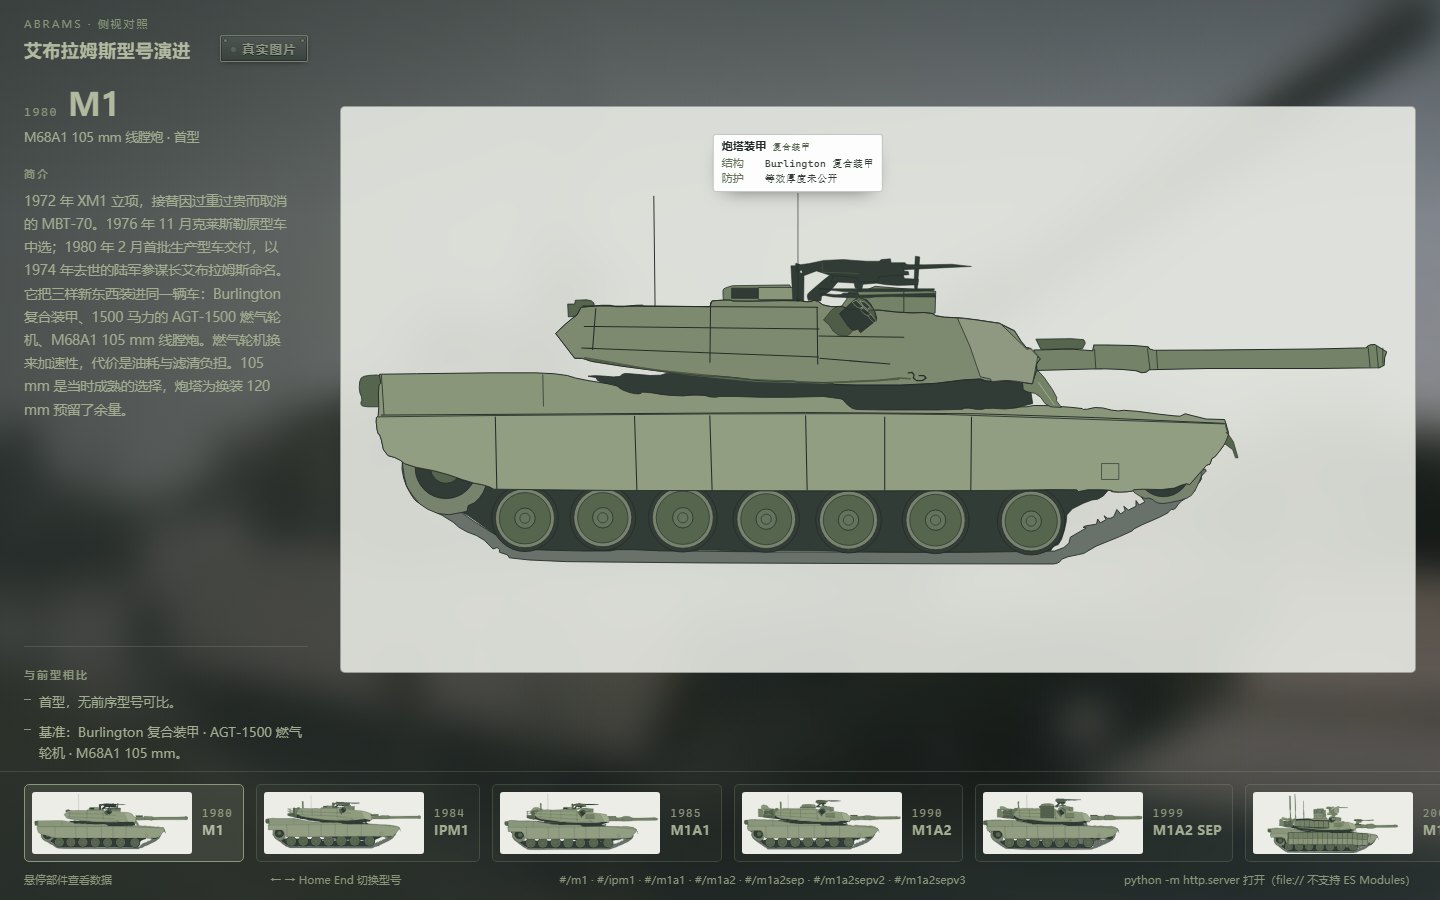 ABRAMS · 侧视对照
艾布拉姆斯型号演进
真实图片
1980 M1
M68A1 105 mm 线膛炮 · 首型
简介
1972 年 XM1 立项，接替因过重过贵而取消
的 MBT-70。1976 年 11 月克莱斯勒原型车
中选；1980 年 2 月首批生产型车交付，以
1974 年去世的陆军参谋长艾布拉姆斯命名。
它把三样新东西装进同一辆车：Burlington
复合装甲、1500 马力的 AGT-1500 燃气轮
机、M68A1 105 mm 线膛炮。燃气轮机换
来加速性，代价是油耗与滤清负担。105
mm 是当时成熟的选择，炮塔为换装 120
mm 预留了余量。
炮塔装甲 复合装甲
结构 Burlington 复合装甲
防护 等效厚度未公开
与前型相比
– 首型，无前序型号可比。
– 基准：Burlington 复合装甲 · AGT-1500 燃气
轮机 · M68A1 105 mm。
1980
M1
1984
IPM1
1985
M1A1
1990
M1A2
1999
M1A2 SEP
悬停部件查看数据
← → Home End 切换型号
#/m1 · #/ipm1 · #/m1a1 · #/m1a2 · #/m1a2sep · #/m1a2sepv2 · #/m1a2sepv3
python -m http.server 打开（file:// 不支持 ES Modules）